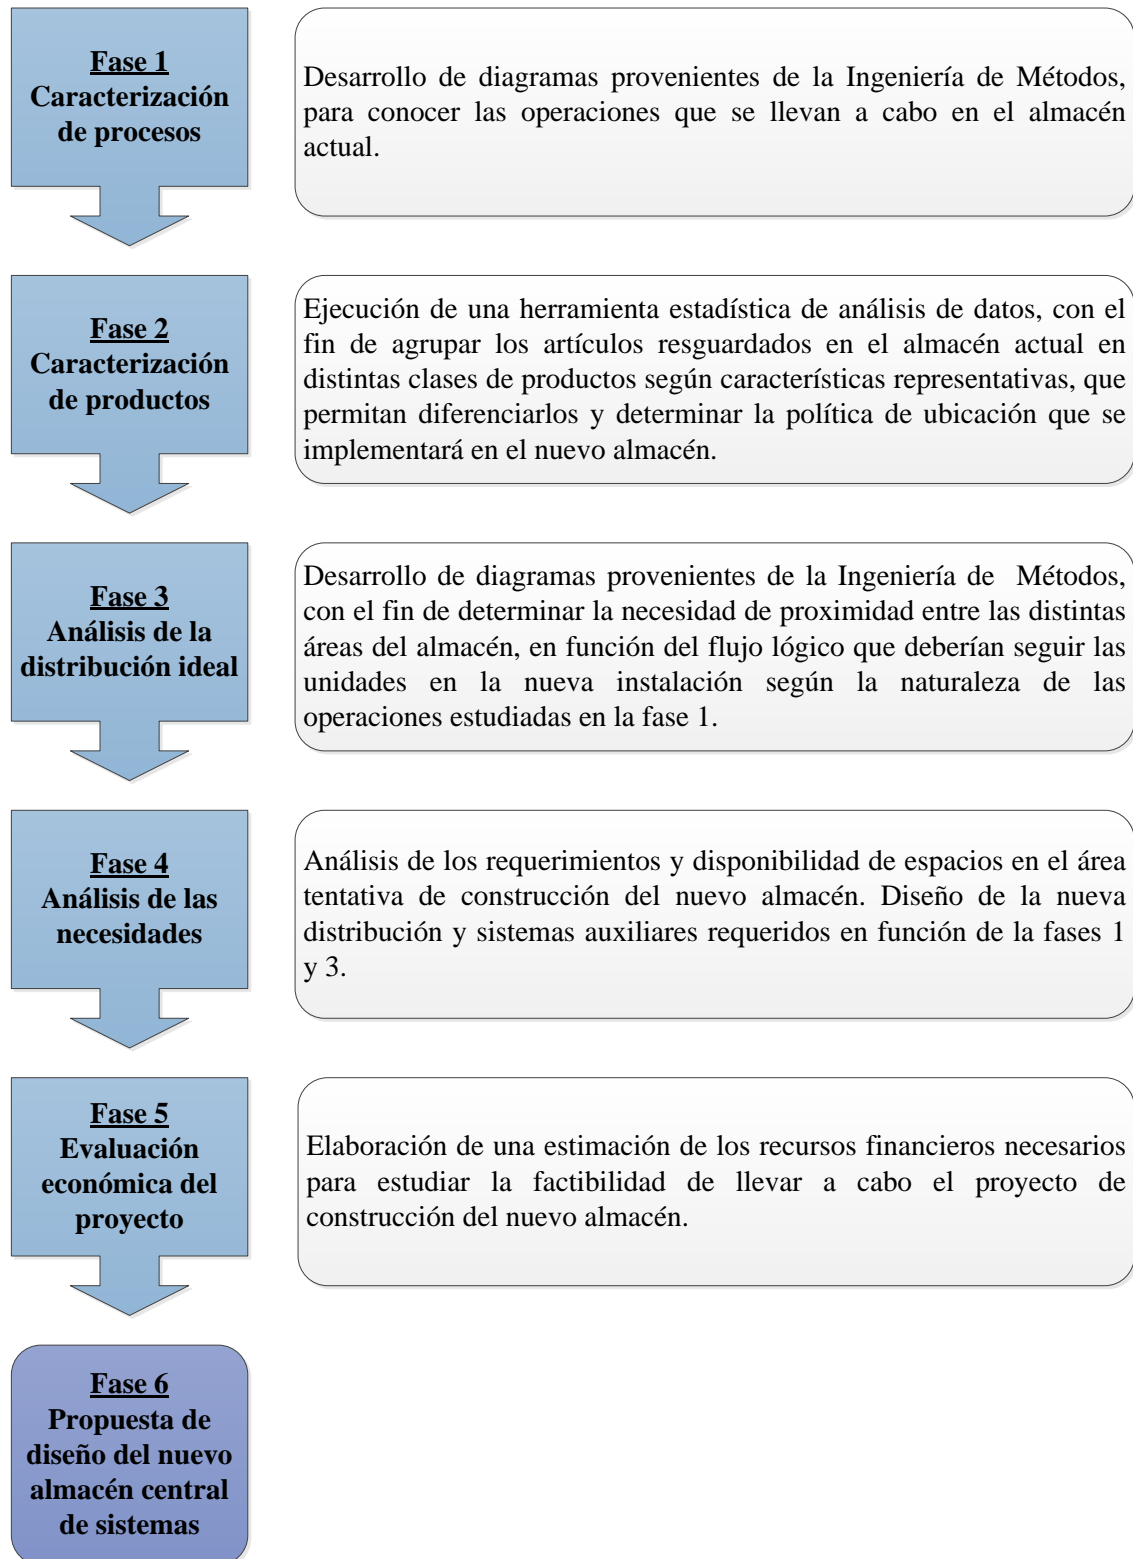 Fase 1
Caracterización
de procesos
Desarrollo de diagramas provenientes de la Ingeniería de Métodos,
para conocer las operaciones que se llevan a cabo en el almacén
actual.
Fase 2
Caracterización
de productos
Ejecución de una herramienta estadística de análisis de datos, con el
fin de agrupar los artículos resguardados en el almacén actual en
distintas clases de productos según características representativas, que
permitan diferenciarlos y determinar la política de ubicación que se
implementará en el nuevo almacén.
Fase 3
Análisis de la
distribución ideal
Desarrollo de diagramas provenientes de la Ingeniería de Métodos,
con el fin de determinar la necesidad de proximidad entre las distintas
áreas del almacén, en función del flujo lógico que deberían seguir las
unidades en la nueva instalación según la naturaleza de las
operaciones estudiadas en la fase 1.
Fase 4
Análisis de las
necesidades
Análisis de los requerimientos y disponibilidad de espacios en el área
tentativa de construcción del nuevo almacén. Diseño de la nueva
distribución y sistemas auxiliares requeridos en función de la fases 1
y 3.
Fase 5
Evaluación
económica del
proyecto
Elaboración de una estimación de los recursos financieros necesarios
para estudiar la factibilidad de llevar a cabo el proyecto de
construcción del nuevo almacén.
Fase 6
Propuesta de
diseño del nuevo
almacén central
de sistemas